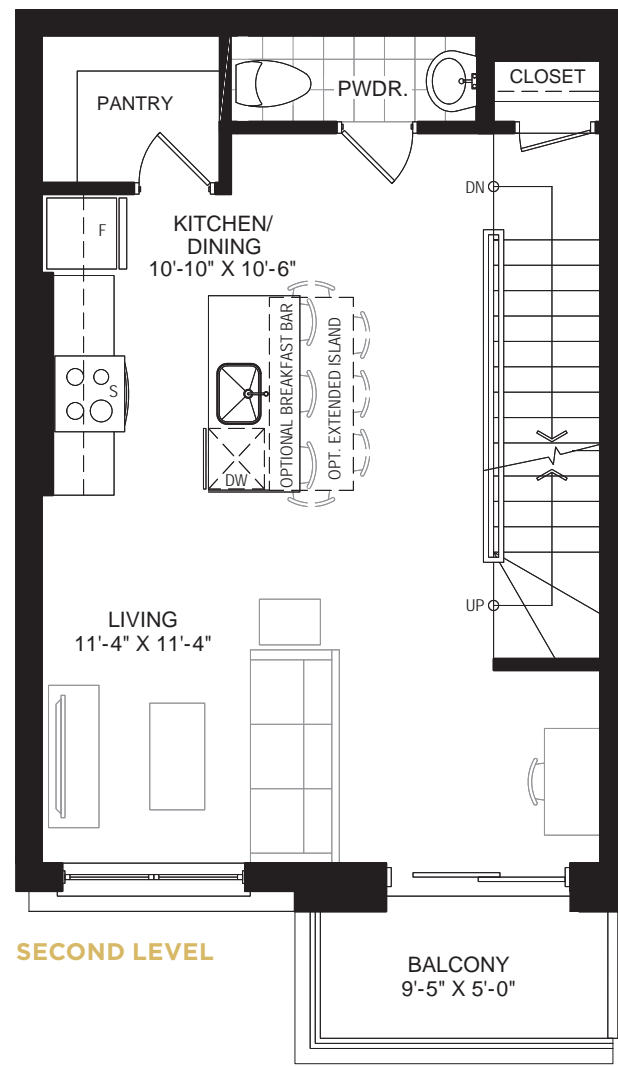 CLOSET
PWDR.
PANTRY
DN
F
KITCHEN/
DINING
10'-10" X 10'-6"
OPTIONAL BREAKFAST BAR
OPT. EXTENDED ISLAND
S
DW
UP
LIVING
11'-4" X 11'-4"
SECOND LEVEL
BALCONY
9'-5" X 5'-0"